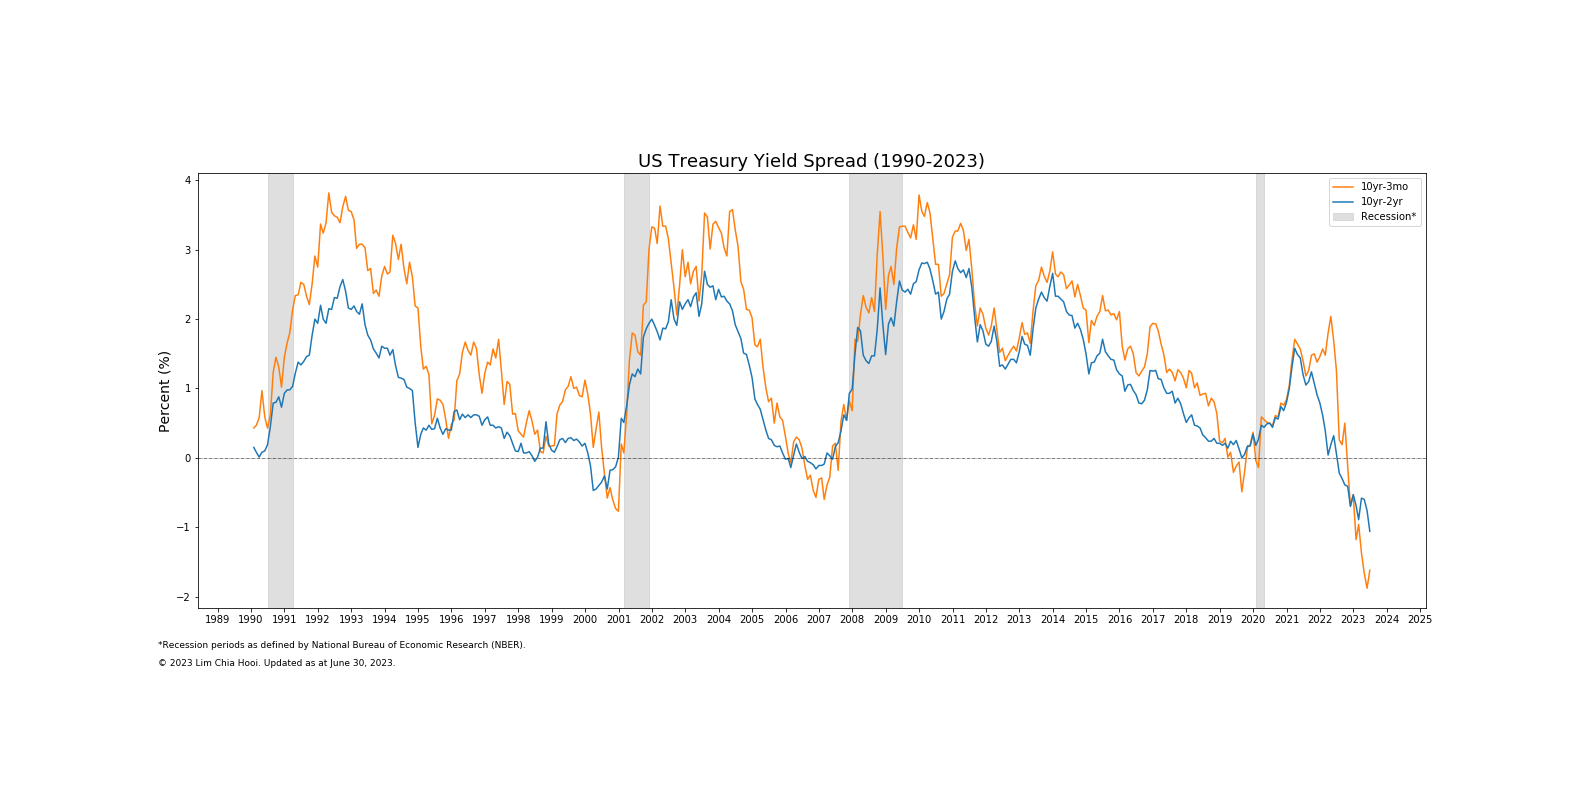 US Treasury Yield Spread (1990-2023)
10yr-3mo
10yr-2yr
Recession*
Percent (%)
4
3
2
1
0
−1
−2
1989 1990 1991 1992 1993 1994 1995 1996 1997 1998 1999 2000 2001 2002 2003 2004 2005 2006 2007 2008 2009 2010 2011 2012 2013 2014 2015 2016 2017 2018 2019 2020 2021 2022 2023 2024 2025
*Recession periods as defined by National Bureau of Economic Research (NBER).
© 2023 Lim Chia Hooi. Updated as at June 30, 2023.